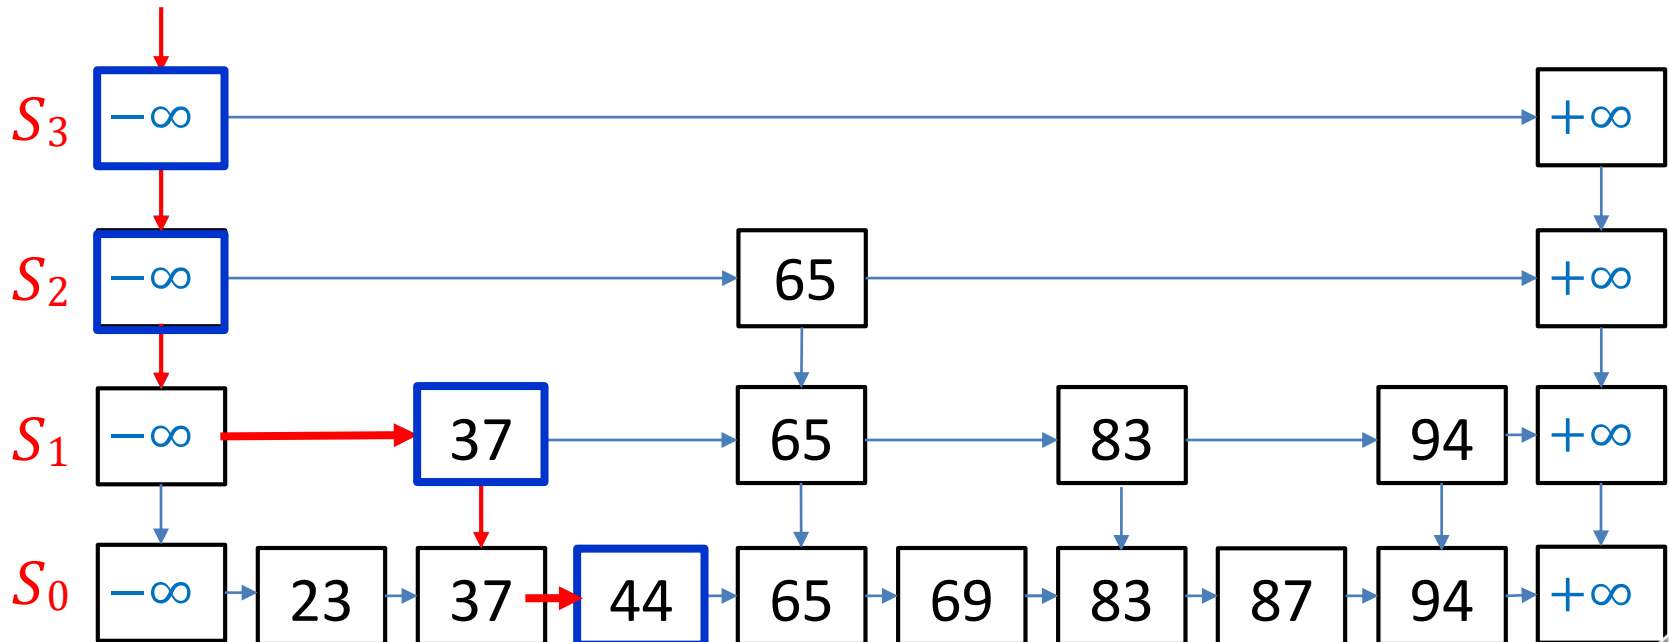 S₃ −∞ +∞
S₂ −∞ 65 +∞
S₁ −∞ 37 65 83 94 +∞
S₀ −∞ 23 37 44 65 69 83 87 94 +∞